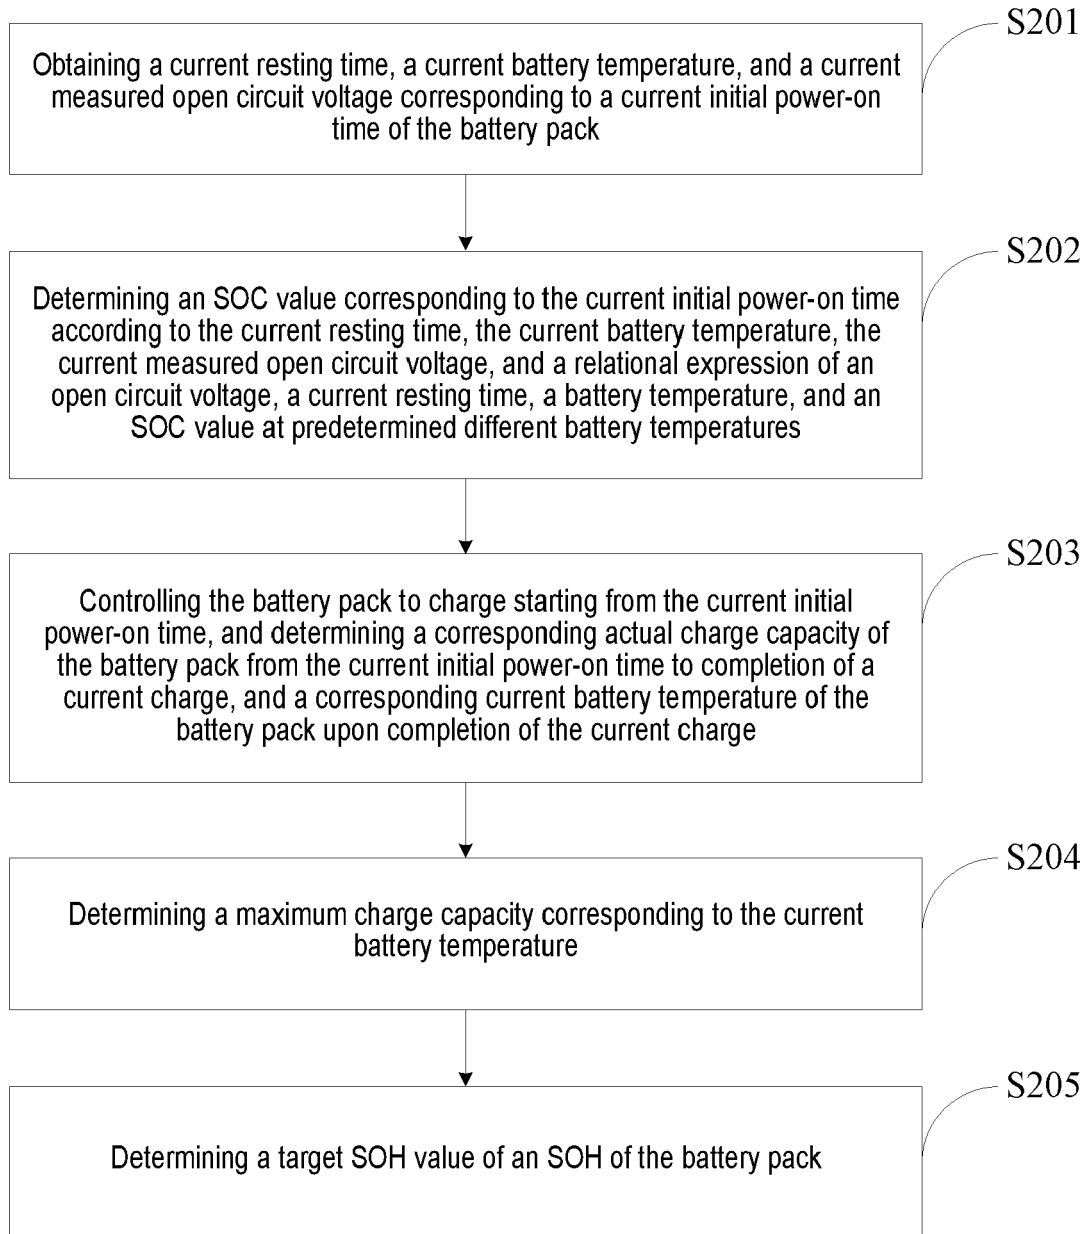 S201
Obtaining a current resting time, a current battery temperature, and a current
measured open circuit voltage corresponding to a current initial power-on
time of the battery pack
S202
Determining an SOC value corresponding to the current initial power-on time
according to the current resting time, the current battery temperature, the
current measured open circuit voltage, and a relational expression of an
open circuit voltage, a current resting time, a battery temperature, and an
SOC value at predetermined different battery temperatures
S203
Controlling the battery pack to charge starting from the current initial
power-on time, and determining a corresponding actual charge capacity of
the battery pack from the current initial power-on time to completion of a
current charge, and a corresponding current battery temperature of the
battery pack upon completion of the current charge
S204
Determining a maximum charge capacity corresponding to the current
battery temperature
S205
Determining a target SOH value of an SOH of the battery pack